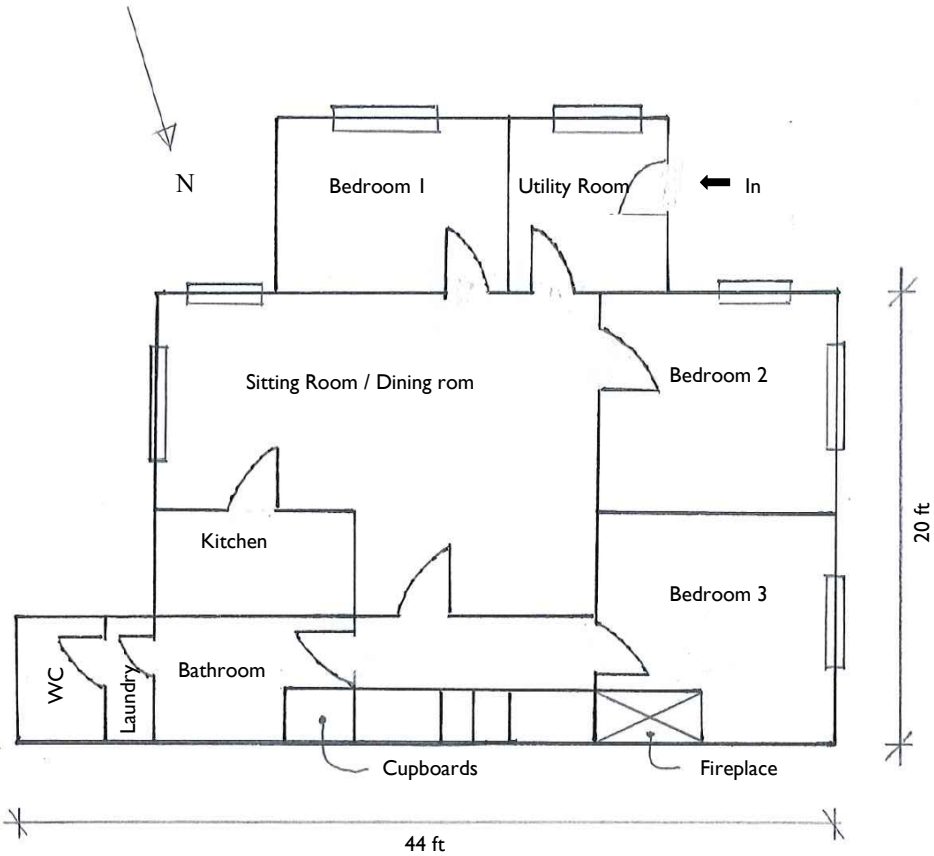 N
Bedroom 1
Utility Room
In
Sitting Room / Dining rom
Bedroom 2
20 ft
Kitchen
Bedroom 3
WC
Laundry
Bathroom
Cupboards
Fireplace
44 ft